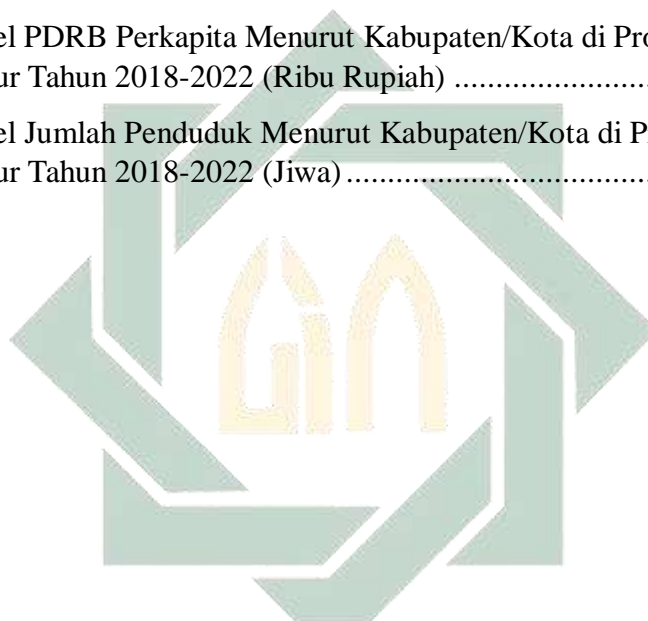 el PDRB Perkapita Menurut Kabupaten/Kota di Pro
ur Tahun 2018-2022 (Ribu Rupiah) ......................
el Jumlah Penduduk Menurut Kabupaten/Kota di P
ur Tahun 2018-2022 (Jiwa) ...................................
uin